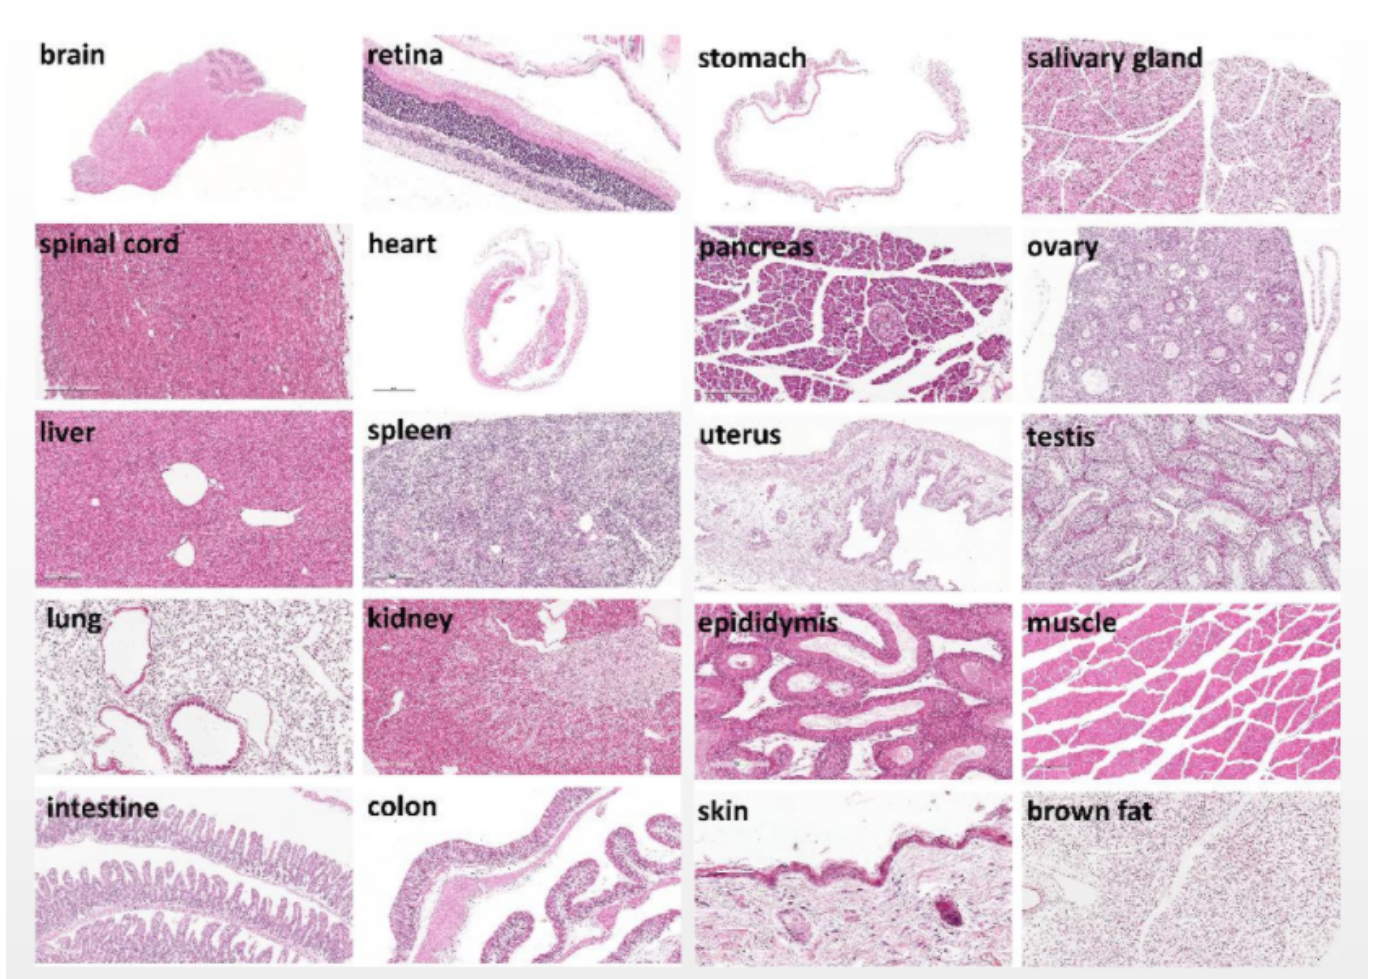 brain
retina
stomach
salivary gland
spinal cord
heart
pancreas
ovary
liver
spleen
uterus
testis
lung
kidney
epididymis
muscle
intestine
colon
skin
brown fat